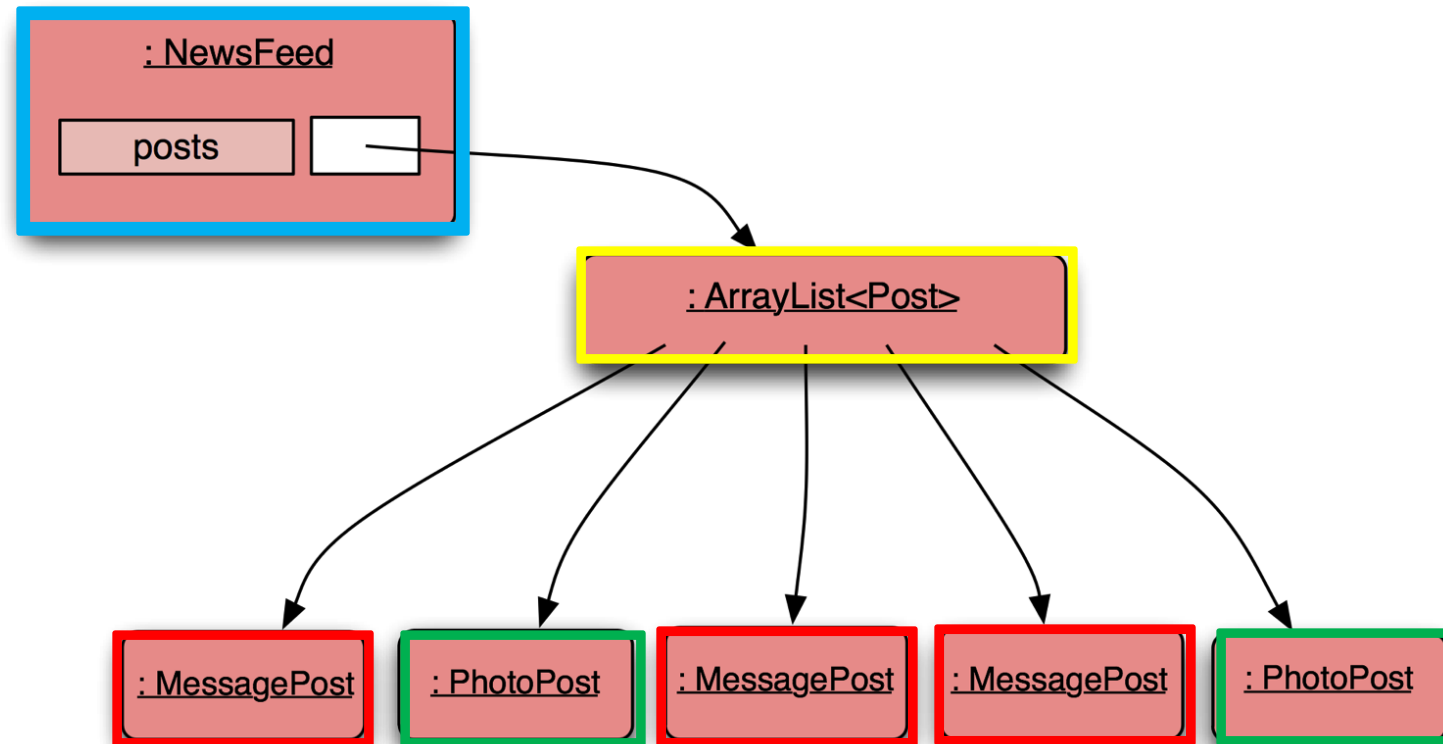 : NewsFeed
posts
: ArrayList<Post>
: MessagePost
: PhotoPost
: MessagePost
: MessagePost
: PhotoPost